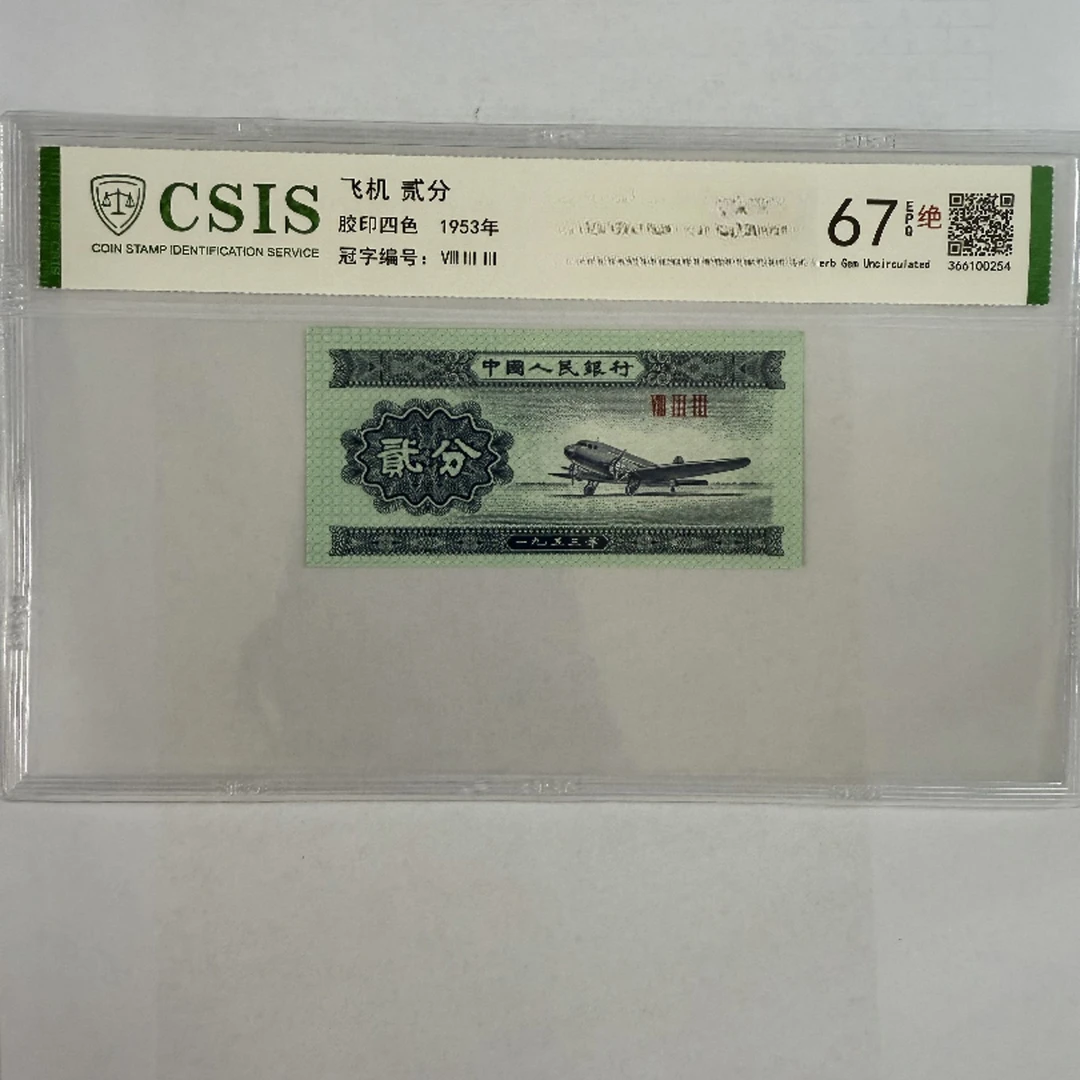 CSIS
COIN STAMP IDENTIFICATION SERVICE
飞机 贰分
胶印四色 1953年
冠字编号: Ⅷ Ⅲ Ⅲ
67 EPQ 绝
Gem Uncirculated
366100254
中國人民銀行
Ⅷ Ⅲ Ⅲ
貳分
一九五三年